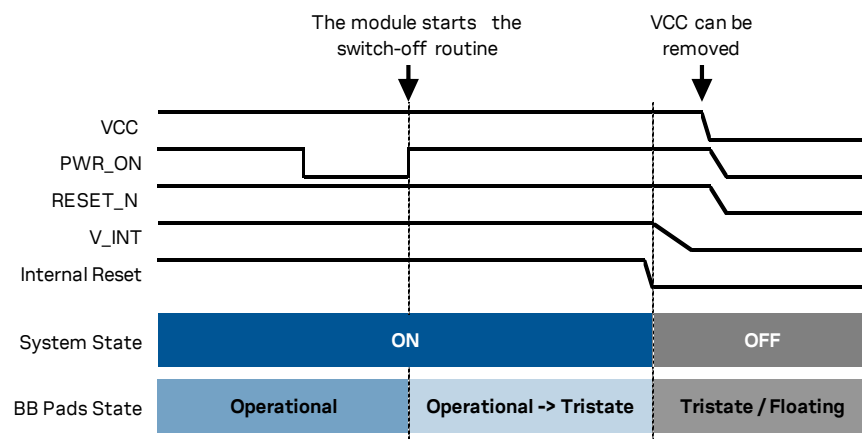 The module starts the
switch-off routine
VCC can be
removed
VCC
PWR_ON
RESET_N
V_INT
Internal Reset
System State
ON
OFF
BB Pads State
Operational
Operational -> Tristate
Tristate / Floating